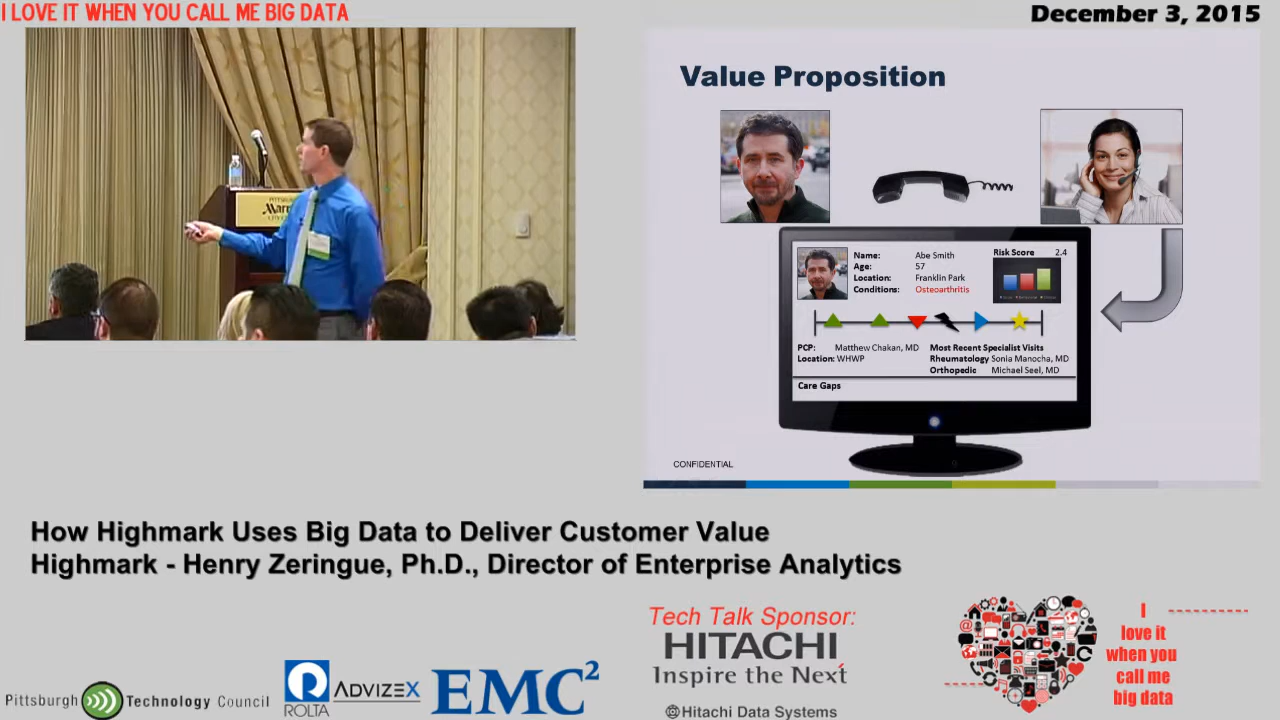 I LOVE IT WHEN YOU CALL ME BIG DATA
December 3, 2015
Value Proposition
Name: Abe Smith
Age: 57
Location: Franklin Park
Conditions: Osteoarthritis
Risk Score 2.4
PCP: Matthew Chakan, MD
Location: WHWP
Most Recent Specialist Visits
Rheumatology Sonia Manocha, MD
Orthopedic Michael Seel, MD
Care Gaps
CONFIDENTIAL
How Highmark Uses Big Data to Deliver Customer Value
Highmark - Henry Zeringue, Ph.D., Director of Enterprise Analytics
Pittsburgh Technology Council
ROLTA
ADVIZEX
EMC²
Tech Talk Sponsor:
HITACHI
Inspire the Next
Hitachi Data Systems
I
love it
when you
call me
big data